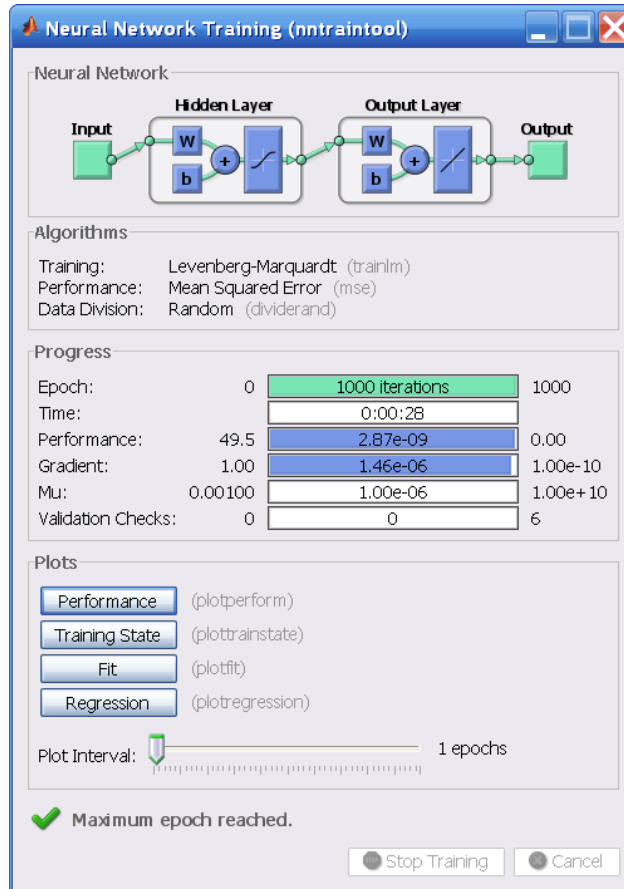 Neural Network Training (nntraintool)
Neural Network
Hidden Layer Output Layer
Input Output
W W
+ +
b b
Algorithms
Training: Levenberg-Marquardt (trainlm)
Performance: Mean Squared Error (mse)
Data Division: Random (dividerand)
Progress
Epoch: 0 1000 iterations 1000
Time: 0:00:28
Performance: 49.5 2.87e-09 0.00
Gradient: 1.00 1.46e-06 1.00e-10
Mu: 0.00100 1.00e-06 1.00e+10
Validation Checks: 0 0 6
Plots
Performance (plotperform)
Training State (plottrainstate)
Fit (plotfit)
Regression (plotregression)
Plot Interval: 1 epochs
Maximum epoch reached.
Stop Training Cancel